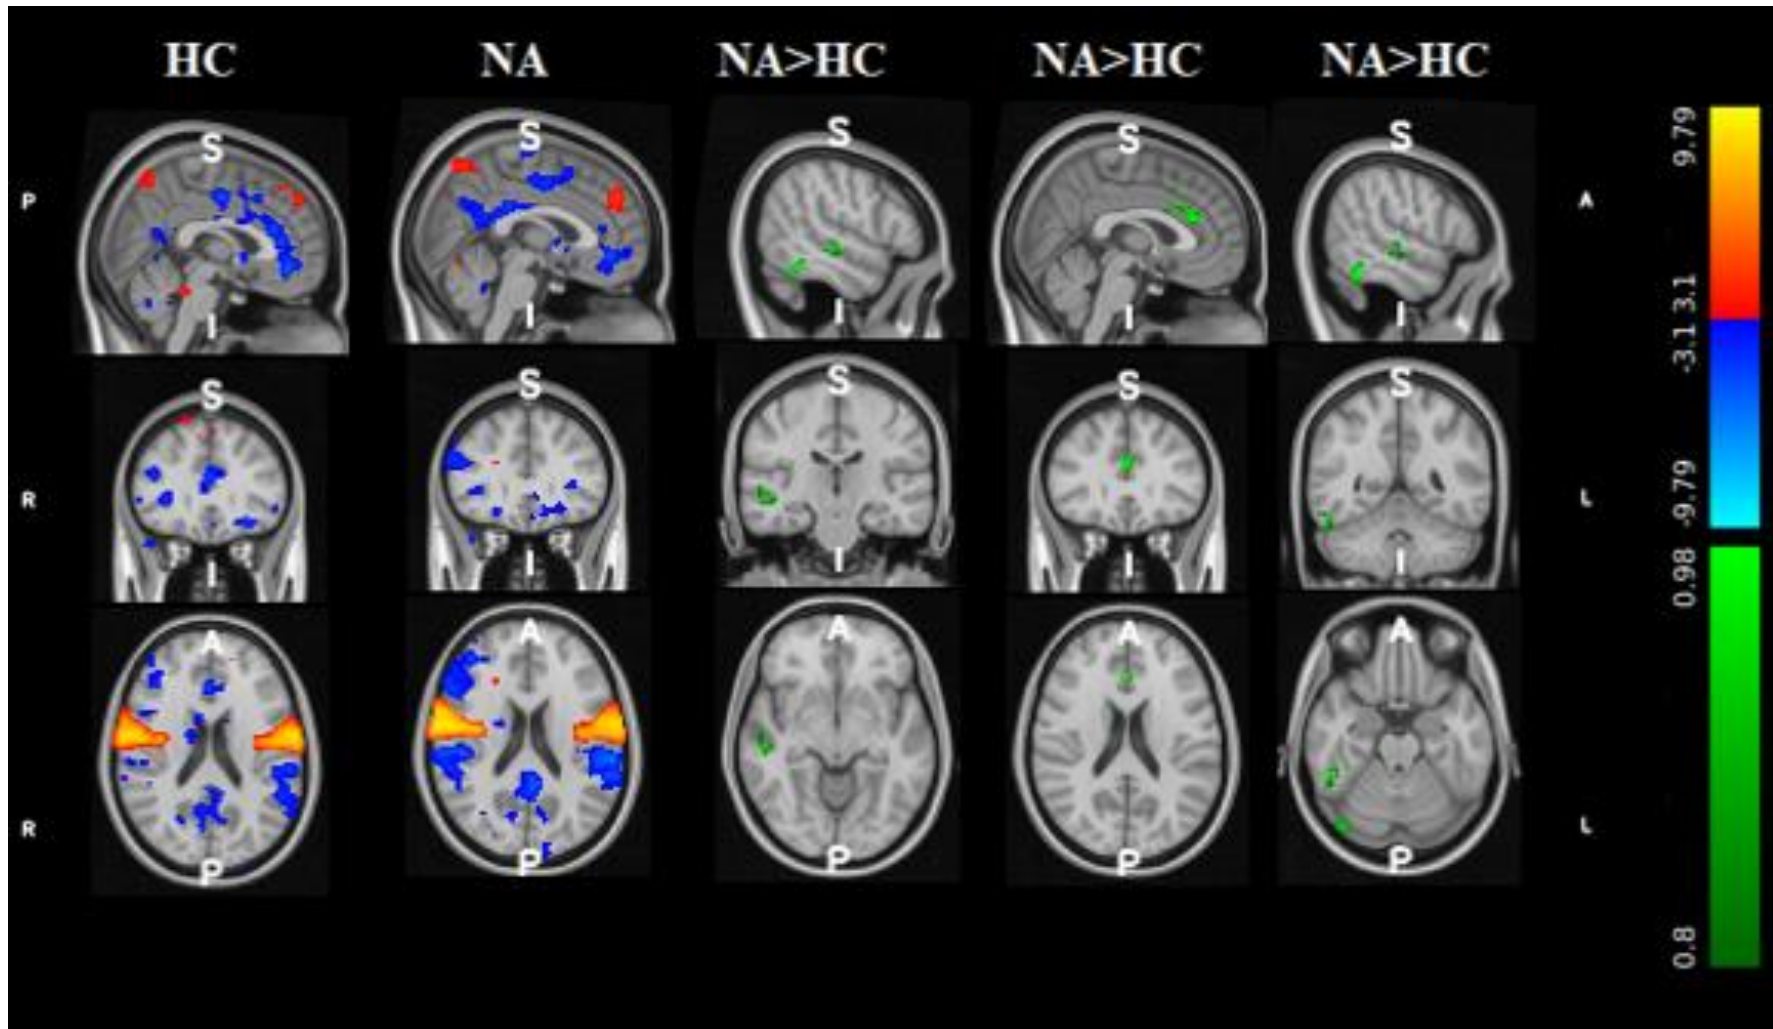 HC NA NA>HC NA>HC NA>HC
S S S S S
P A
I I I I I
S S S S S
R L
I I I I I
A A A A A
R L
P P P P P
9.79
3.1
-3.1
-9.79
0.98
0.8